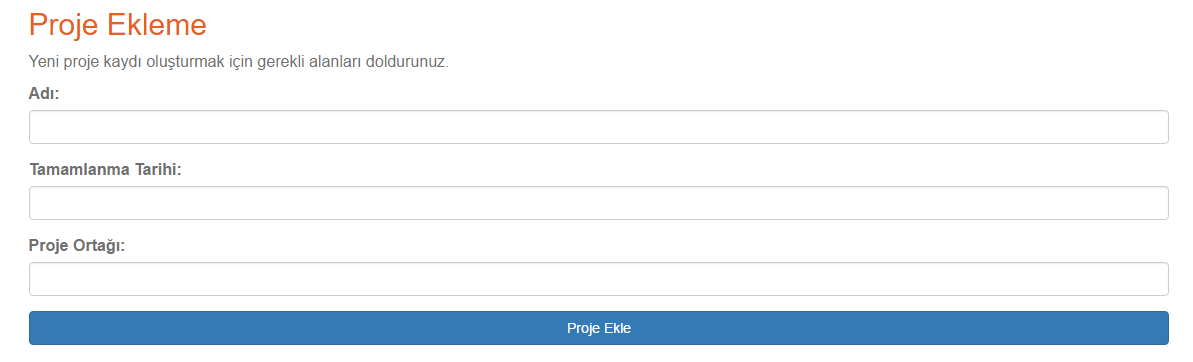 Proje Ekleme
Yeni proje kaydı oluşturmak için gerekli alanları doldurunuz.
Adı:
Tamamlanma Tarihi:
Proje Ortağı:
Proje Ekle